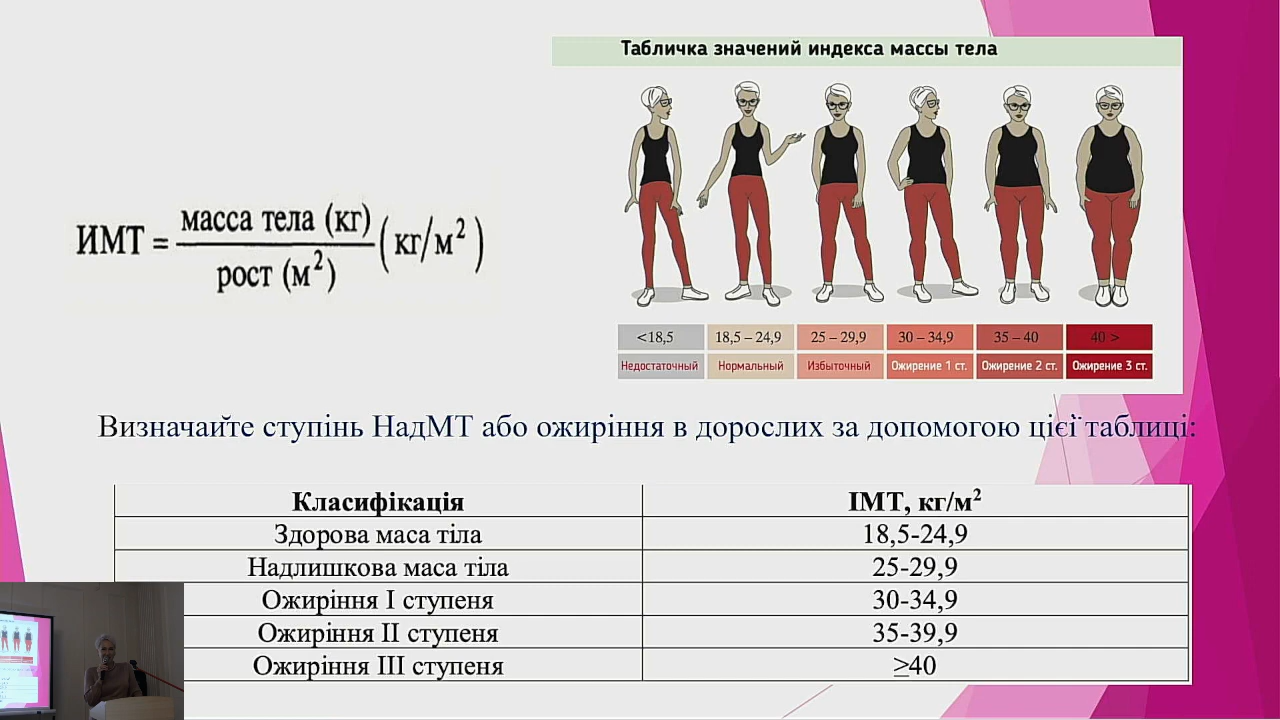 Табличка значений индекса массы тела
ИМТ = масса тела (кг) / рост (м²) (кг/м²)
<18,5 18,5 – 24,9 25 – 29,9 30 – 34,9 35 – 40 40 >
Недостаточный Нормальный Избыточный Ожирение 1 ст. Ожирение 2 ст. Ожирение 3 ст.
Визначайте ступінь НадМТ або ожиріння в дорослих за допомогою цієї таблиці:
Класифікація ІМТ, кг/м²
Здорова маса тіла 18,5-24,9
Надлишкова маса тіла 25-29,9
Ожиріння І ступеня 30-34,9
Ожиріння ІІ ступеня 35-39,9
Ожиріння ІІІ ступеня ≥40